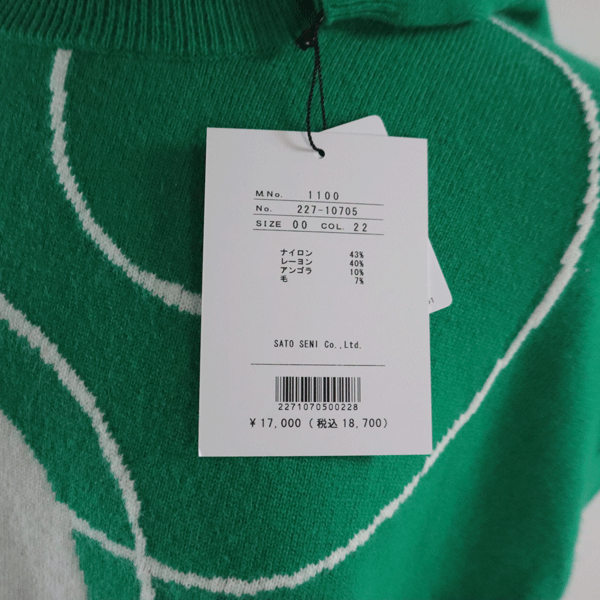 M.No. 1100
No. 227-10705
SIZE 00 COL. 22
ナイロン 43%
レーヨン 40%
アンゴラ 10%
毛 7%
SATO SENI Co.,Ltd.
2271070500228
¥ 17,000 (税込 18,700)